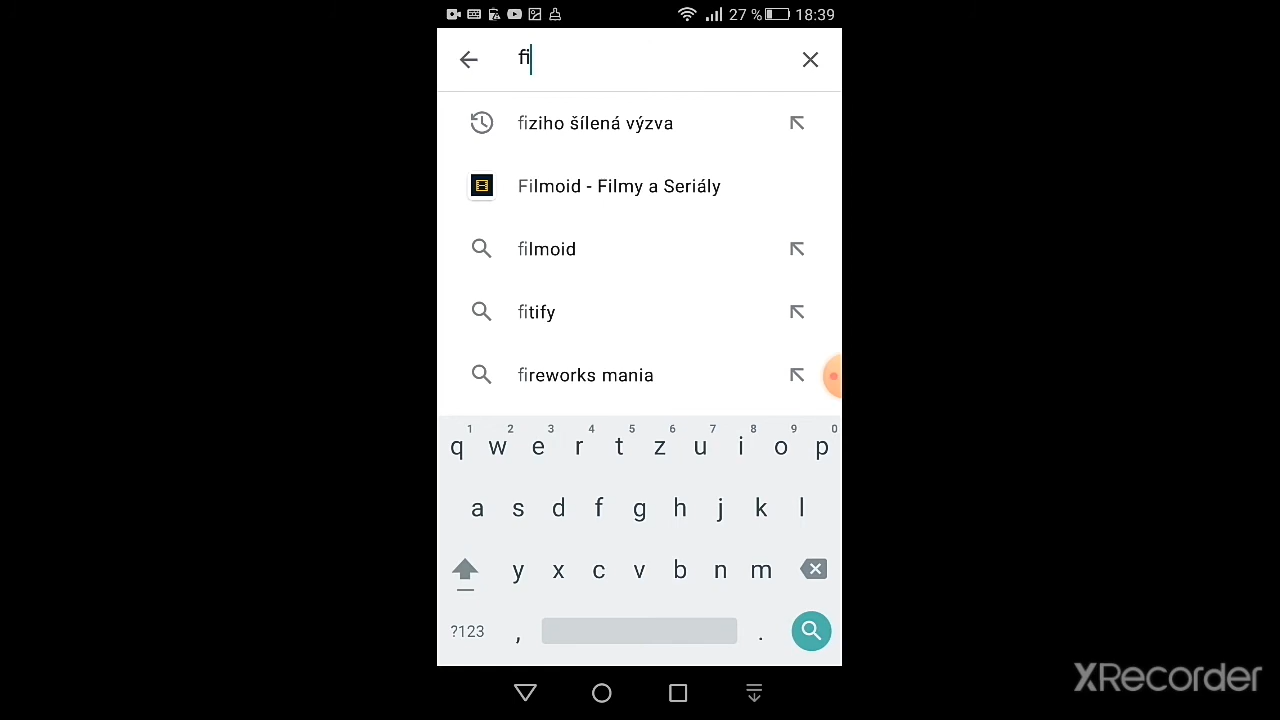 27 % 18:39
fi
fiziho šílená výzva
Filmoid - Filmy a Seriály
filmoid
fitify
fireworks mania
1 2 3 4 5 6 7 8 9 0
q w e r t z u i o p
a s d f g h j k l
y x c v b n m
?123 , .
XRecorder